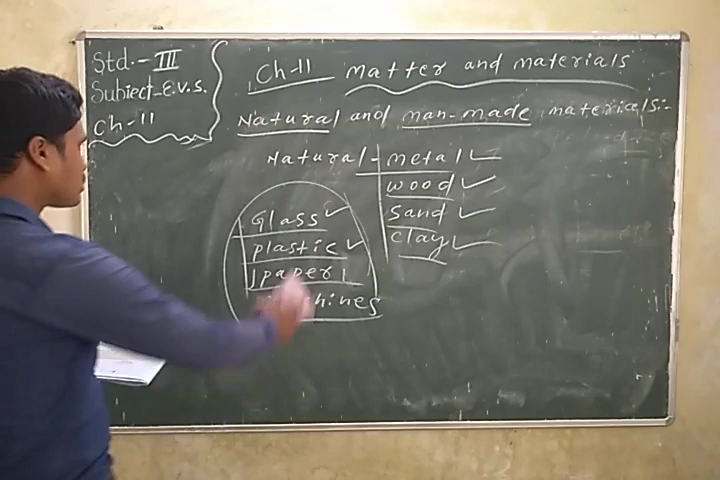 Std.-III
Subject-E.V.S.
Ch-11
Ch-11 Matter and materials
Natural and man-made materials:-
Natural - metal
wood
Sand
clay
Glass
plastic
paper